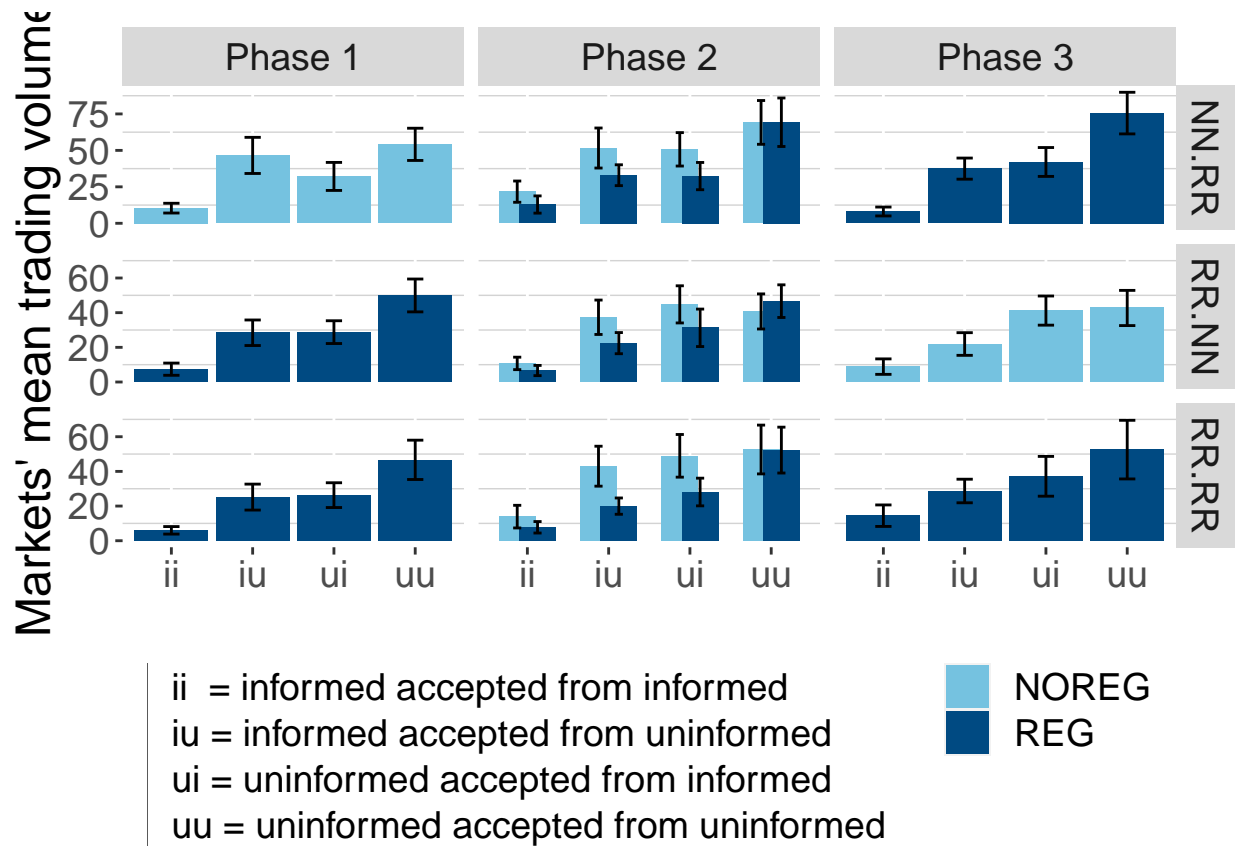 Markets' mean trading volume
Phase 1 Phase 2 Phase 3
75
50
25
0
NN.RR
60
40
20
0
RR.NN
60
40
20
0
RR.RR
ii iu ui uu ii iu ui uu ii iu ui uu
ii = informed accepted from informed
iu = informed accepted from uninformed
ui = uninformed accepted from informed
uu = uninformed accepted from uninformed
NOREG
REG